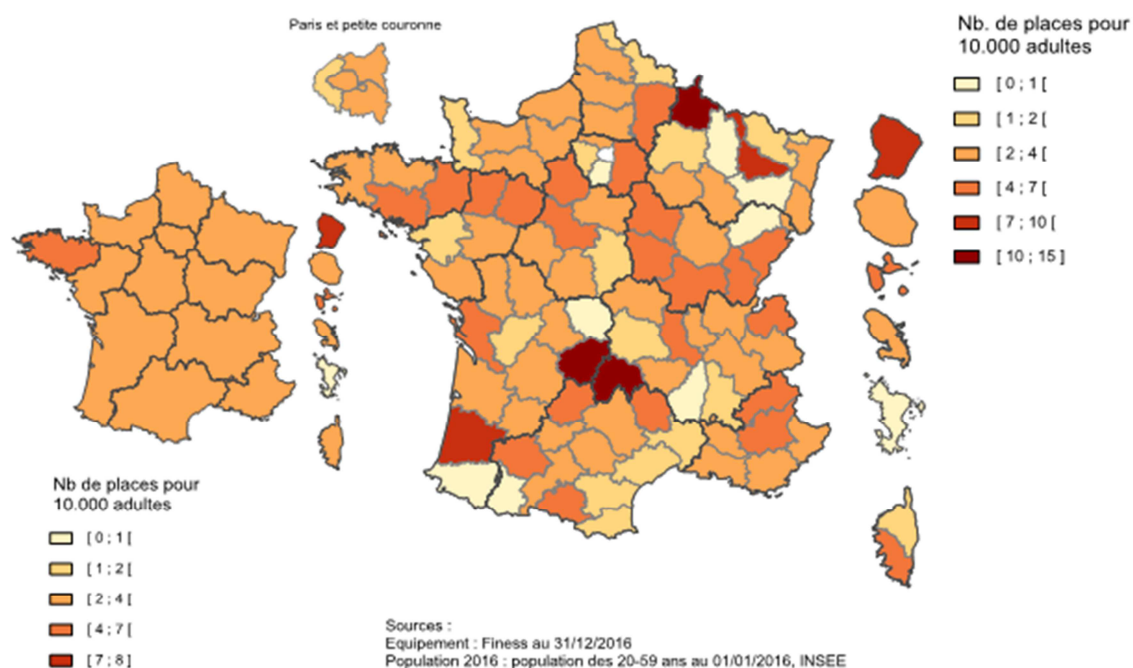 Paris et petite couronne
Nb. de places pour
10.000 adultes
[ 0 ; 1 [
[ 1 ; 2 [
[ 2 ; 4 [
[ 4 ; 7 [
[ 7 ; 10 [
[ 10 ; 15 ]
Nb de places pour
10.000 adultes
[ 0 ; 1 [
[ 1 ; 2 [
[ 2 ; 4 [
[ 4 ; 7 [
[ 7 ; 8 ]
Sources :
Equipement : Finess au 31/12/2016
Population 2016 : population des 20-59 ans au 01/01/2016, INSEE